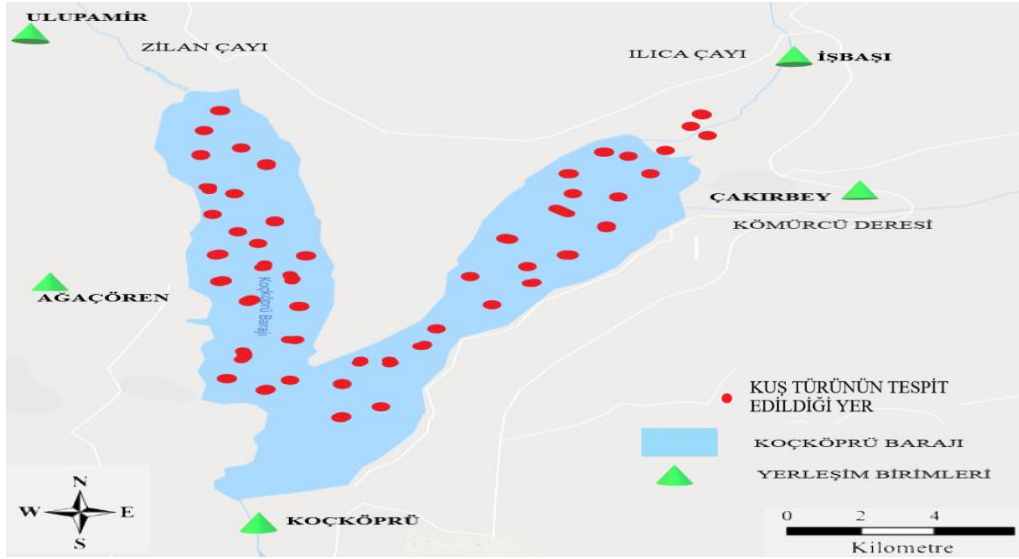 ULUPAMİR
ZİLAN ÇAYI
ILICA ÇAYI
İŞBAŞI
ÇAKIRBEY
KÖMÜRCÜ DERESİ
AĞAÇÖREN
Koçköprü Barajı
KUŞ TÜRÜNÜN TESPİT
EDİLDİĞİ YER
KOÇKÖPRÜ BARAJI
YERLEŞİM BİRİMLERİ
KOÇKÖPRÜ
N
W E
S
0 2 4
Kilometre